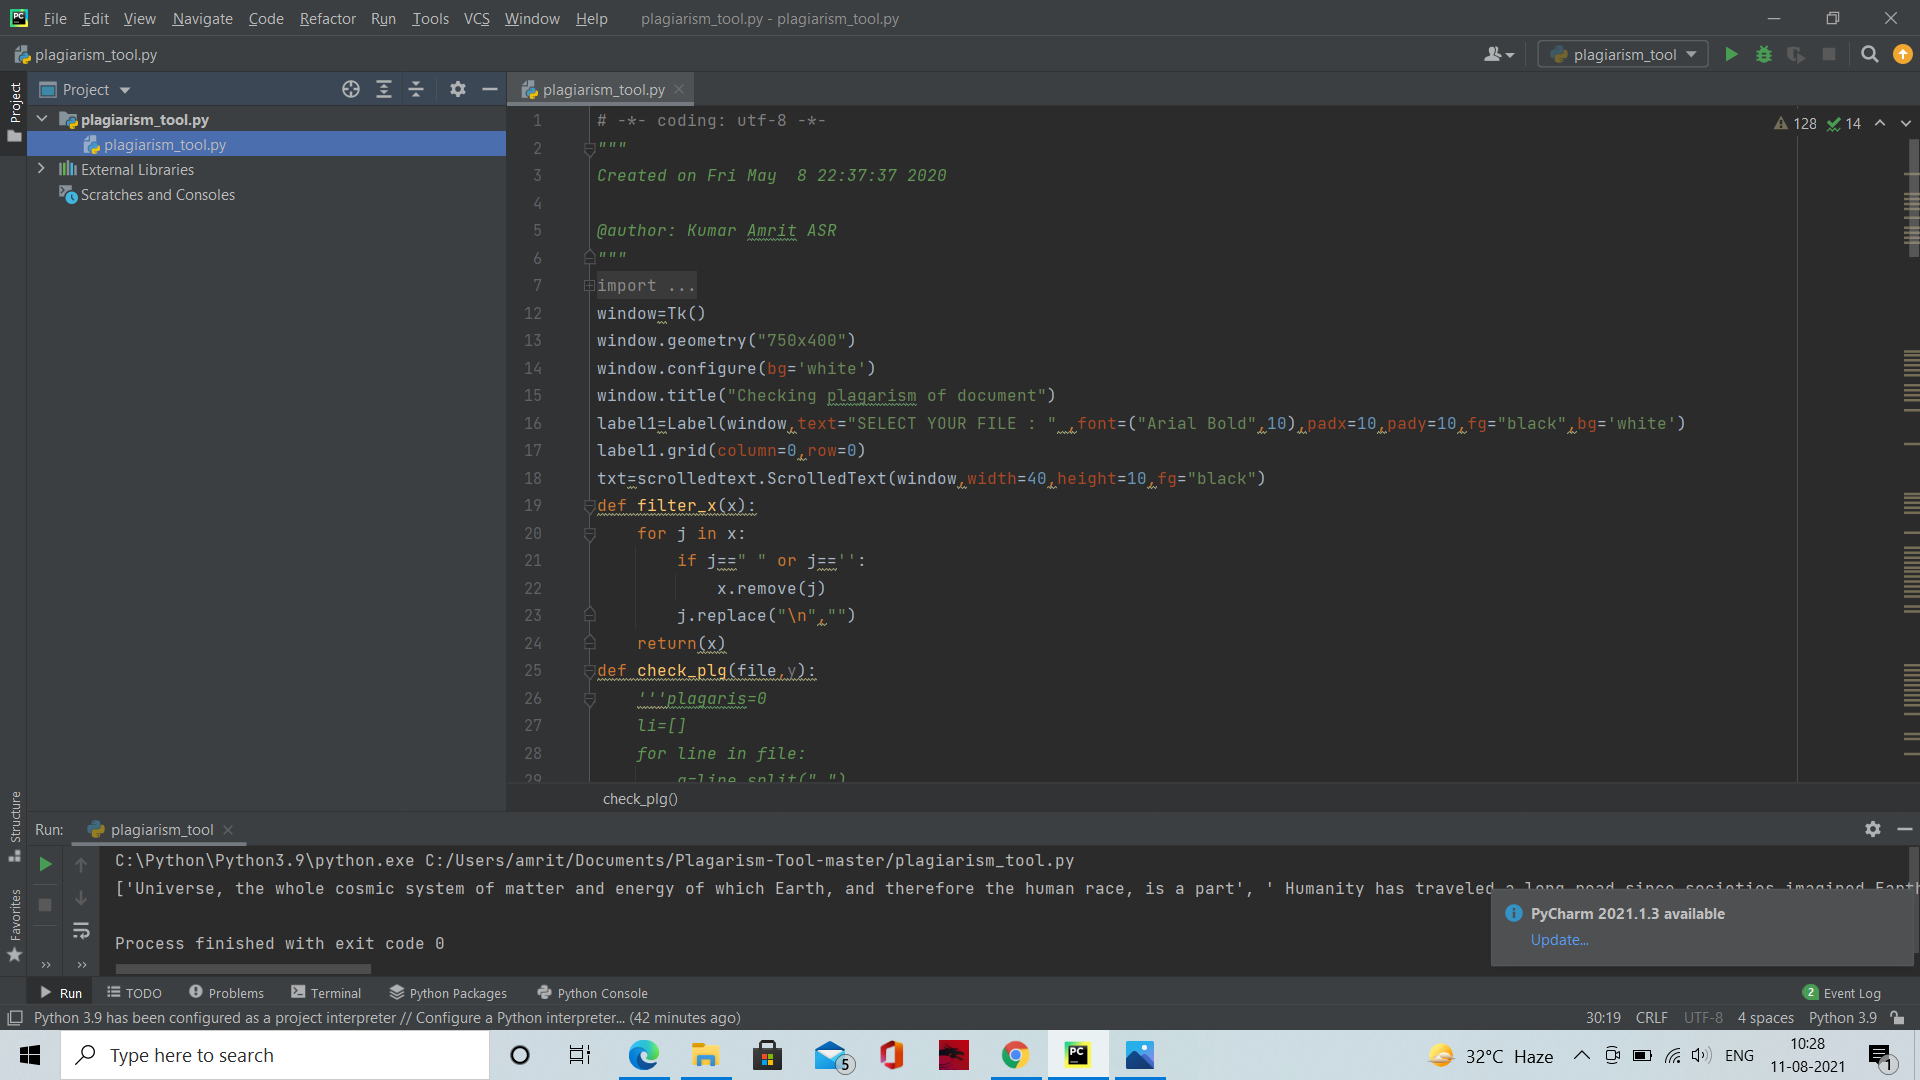 File Edit View Navigate Code Refactor Run Tools VCS Window Help plagiarism_tool.py - plagiarism_tool.py
plagiarism_tool.py
plagiarism_tool
Project
Project
plagiarism_tool.py
plagiarism_tool.py
plagiarism_tool.py
External Libraries
Scratches and Consoles
128 14
1 # -*- coding: utf-8 -*-
2 """
3 Created on Fri May  8 22:37:37 2020
4
5 @author: Kumar Amrit ASR
6 """
7 import ...
12 window=Tk()
13 window.geometry("750x400")
14 window.configure(bg='white')
15 window.title("Checking plagarism of document")
16 label1=Label(window,text="SELECT YOUR FILE : " ,font=("Arial Bold",10),padx=10,pady=10,fg="black",bg='white')
17 label1.grid(column=0,row=0)
18 txt=scrolledtext.ScrolledText(window,width=40,height=10,fg="black")
19 def filter_x(x):
20     for j in x:
21         if j==" " or j=='':
22             x.remove(j)
23         j.replace("\n","")
24     return(x)
25 def check_plg(file,y):
26     '''plagaris=0
27     li=[]
28     for line in file:
29         line.split(" ")
check_plg()
Structure
Favorites
Run: plagiarism_tool
C:\Python\Python3.9\python.exe C:/Users/amrit/Documents/Plagarism-Tool-master/plagiarism_tool.py
['Universe, the whole cosmic system of matter and energy of which Earth, and therefore the human race, is a part', ' Humanity has traveled a long road since societies imagined Earth
Process finished with exit code 0
PyCharm 2021.1.3 available
Update...
Run TODO Problems Terminal Python Packages Python Console 2 Event Log
Python 3.9 has been configured as a project interpreter // Configure a Python interpreter... (42 minutes ago) 30:19 CRLF UTF-8 4 spaces Python 3.9
Type here to search 5 PC 32°C Haze ENG 10:28
11-08-2021 1